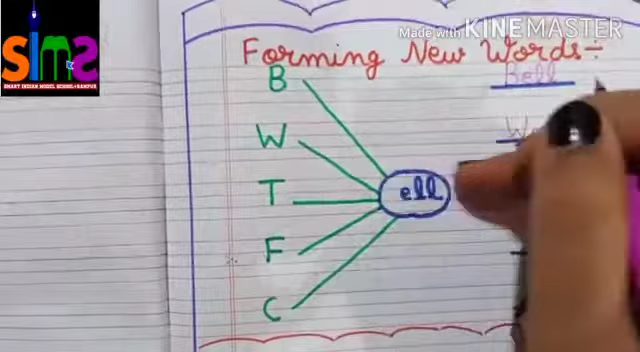 Made with KINEMASTER
SIMS
SMART INDIAN MODEL SCHOOL-RAMPUR
Forming New Words:-
B
Bell
W
W
T
ell
F
C